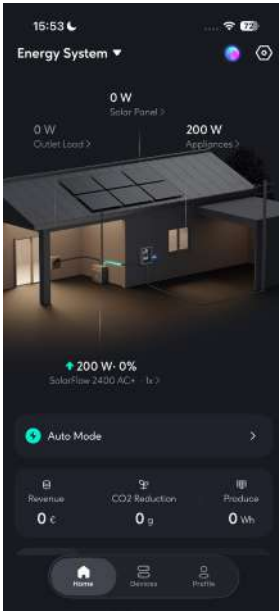 15:53
72
Energy System
0 W
Solar Panel >
0 W
Outlet Load >
200 W
Appliances >
200 W· 0%
SolarFlow 2400 AC+ · 1x >
Auto Mode
Revenue
CO2 Reduction
Produce
0 €
0 g
0 Wh
Home
Devices
Profile